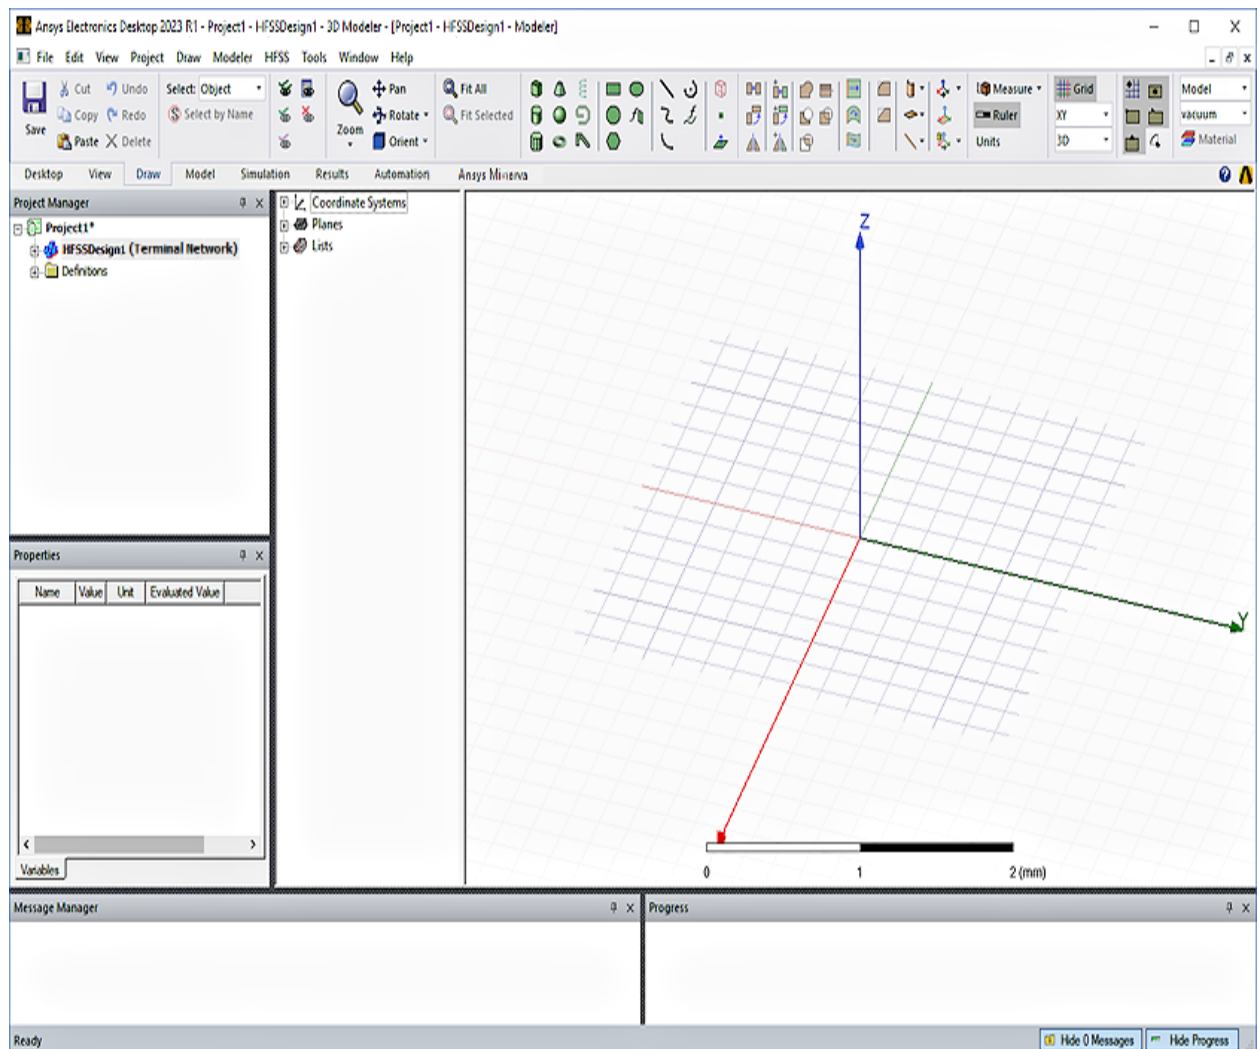 Ansys Electronics Desktop 2023 R1 - Project1 - HFSSDesign1 - 3D Modeler - [Project1 - HFSSDesign1 - Modeler]
File Edit View Project Draw Modeler HFSS Tools Window Help
Save
Cut Undo
Copy Redo
Paste Delete
Select: Object
Select by Name
Zoom
Pan
Rotate
Orient
Fit All
Fit Selected
Measure
Ruler
Units
Grid
XY
3D
Model
vacuum
Material
Desktop View Draw Model Simulation Results Automation Ansys Minerva
Project Manager
Project1*
HFSSDesign1 (Terminal Network)
Definitions
Coordinate Systems
Planes
Lists
Z
Y
0 1 2 (mm)
Properties
Name Value Unit Evaluated Value
Variables
Message Manager
Progress
Ready
Hide 0 Messages Hide Progress